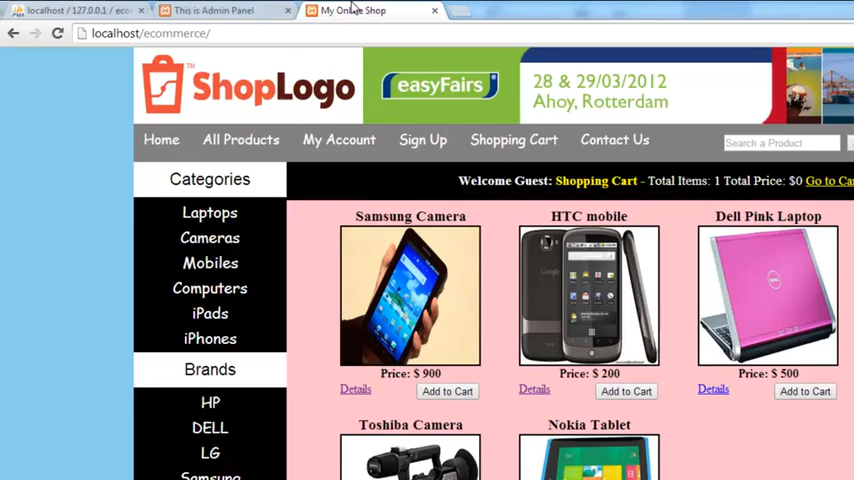 localhost / 127.0.0.1 / eco
This is Admin Panel
My Online Shop
localhost/ecommerce/
ShopLogo
TM
easyFairs
28 & 29/03/2012
Ahoy, Rotterdam
Home
All Products
My Account
Sign Up
Shopping Cart
Contact Us
Search a Product
Categories
Welcome Guest: Shopping Cart - Total Items: 1 Total Price: $0 Go to Ca
Laptops
Cameras
Mobiles
Computers
iPads
iPhones
Brands
HP
DELL
LG
Samsung
Samsung Camera
HTC mobile
Dell Pink Laptop
Google
Price: $ 900
Price: $ 200
Price: $ 500
Details
Add to Cart
Details
Add to Cart
Details
Add to Cart
Toshiba Camera
Nokia Tablet